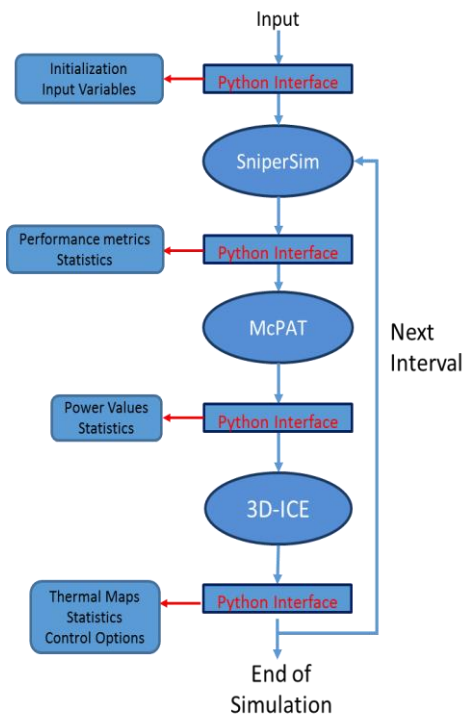 Input
Initialization
Input Variables
Python Interface
SniperSim
Performance metrics
Statistics
Python Interface
McPAT
Next
Interval
Power Values
Statistics
Python Interface
3D-ICE
Thermal Maps
Statistics
Control Options
Python Interface
End of
Simulation